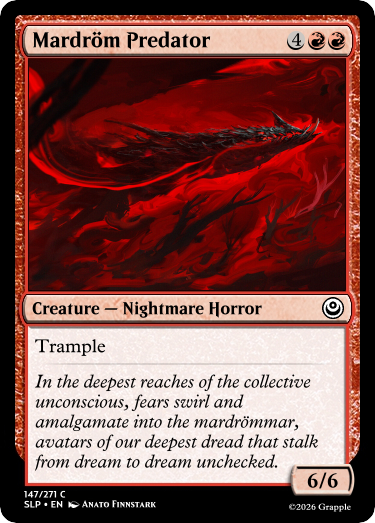 Mardröm Predator 4
Creature — Nightmare Horror
Trample
In the deepest reaches of the collective
unconscious, fears swirl and
amalgamate into the mardrömmar,
avatars of our deepest dread that stalk
from dream to dream unchecked.
6/6
147/271 C
SLP • EN Anato Finnstark
©2026 Grapple